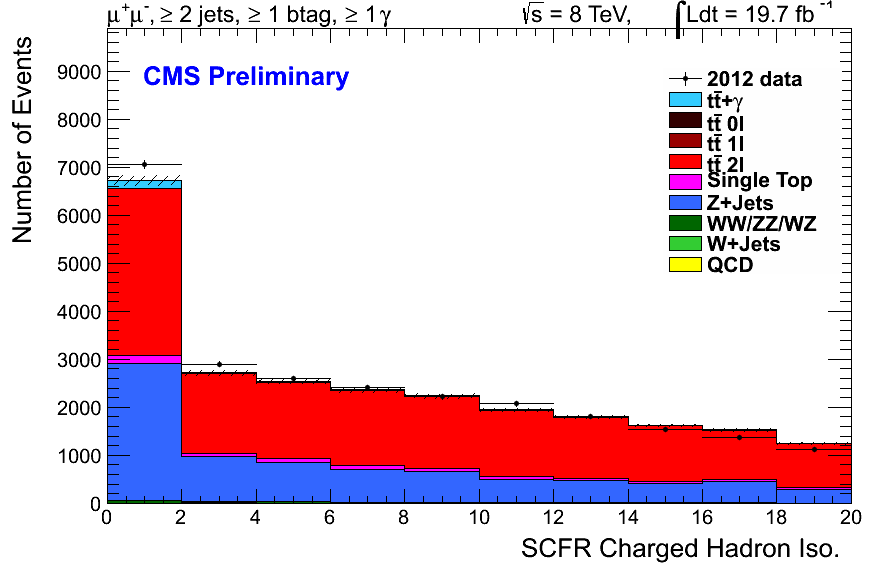 μ⁺μ⁻, ≥ 2 jets, ≥ 1 btag, ≥ 1 γ √s = 8 TeV, ∫Ldt = 19.7 fb⁻¹
CMS Preliminary
2012 data
tt̄+γ
tt̄ 0l
tt̄ 1l
tt̄ 2l
Single Top
Z+Jets
WW/ZZ/WZ
W+Jets
QCD
Number of Events
9000
8000
7000
6000
5000
4000
3000
2000
1000
0
0 2 4 6 8 10 12 14 16 18 20
SCFR Charged Hadron Iso.